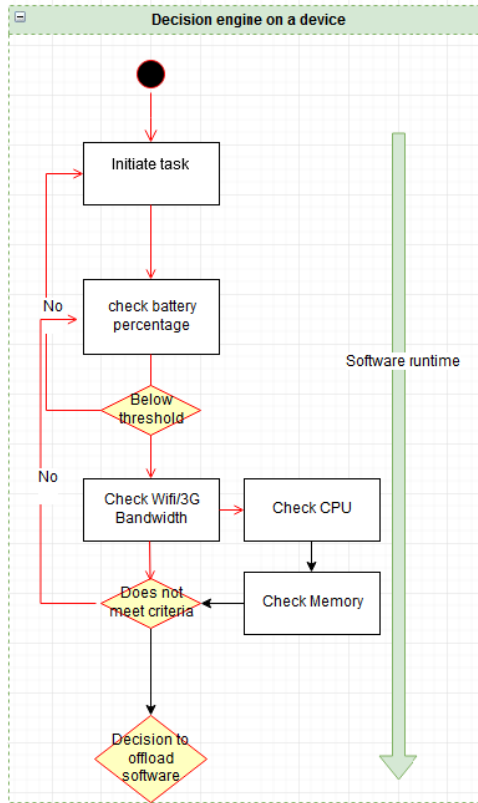 Decision engine on a device
Initiate task
No
check battery
percentage
Software runtime
Below
threshold
No
Check Wifi/3G
Bandwidth
Check CPU
Does not
meet criteria
Check Memory
Decision to
offload
software